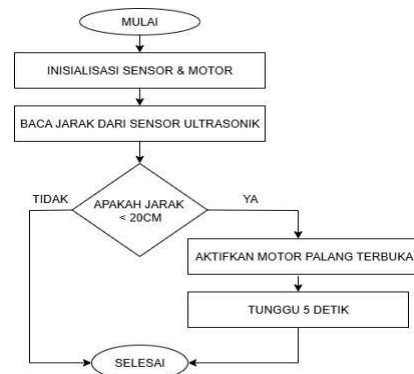 MULAI
INISIALISASI SENSOR & MOTOR
BACA JARAK DARI SENSOR ULTRASONIK
TIDAK
APAKAH JARAK
< 20CM
YA
AKTIFKAN MOTOR PALANG TERBUKA
TUNGGU 5 DETIK
SELESAI